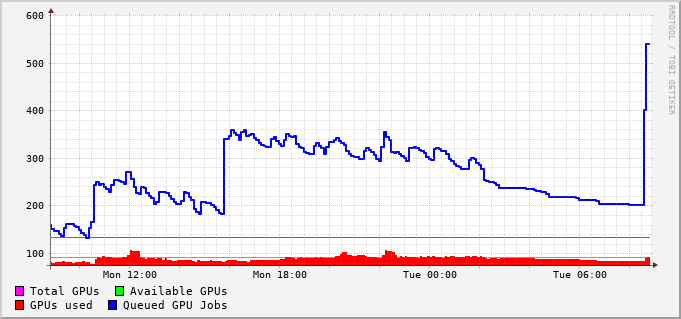 600
500
400
300
200
100
Mon 12:00 Mon 18:00 Tue 00:00 Tue 06:00
Total GPUs Available GPUs
GPUs used Queued GPU Jobs
RRDTOOL / TOBI OETIKER